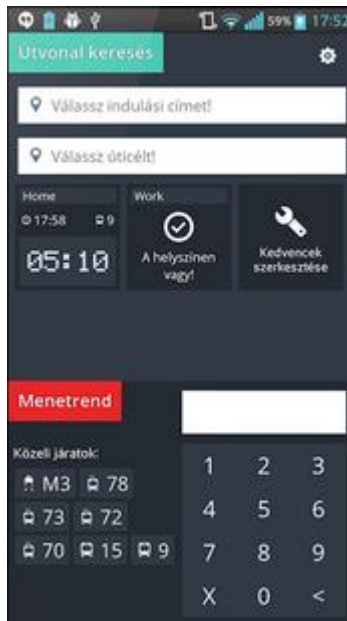 59% 17:52
Útvonal keresés
Válassz indulási címet!
Válassz úticélt!
Home
17:58 9
05:10
Work
A helyszínen
vagy!
Kedvencek
szerkesztése
Menetrend
Közeli járatok:
M3 78
73 72
70 15 9
1 2 3
4 5 6
7 8 9
X 0 <